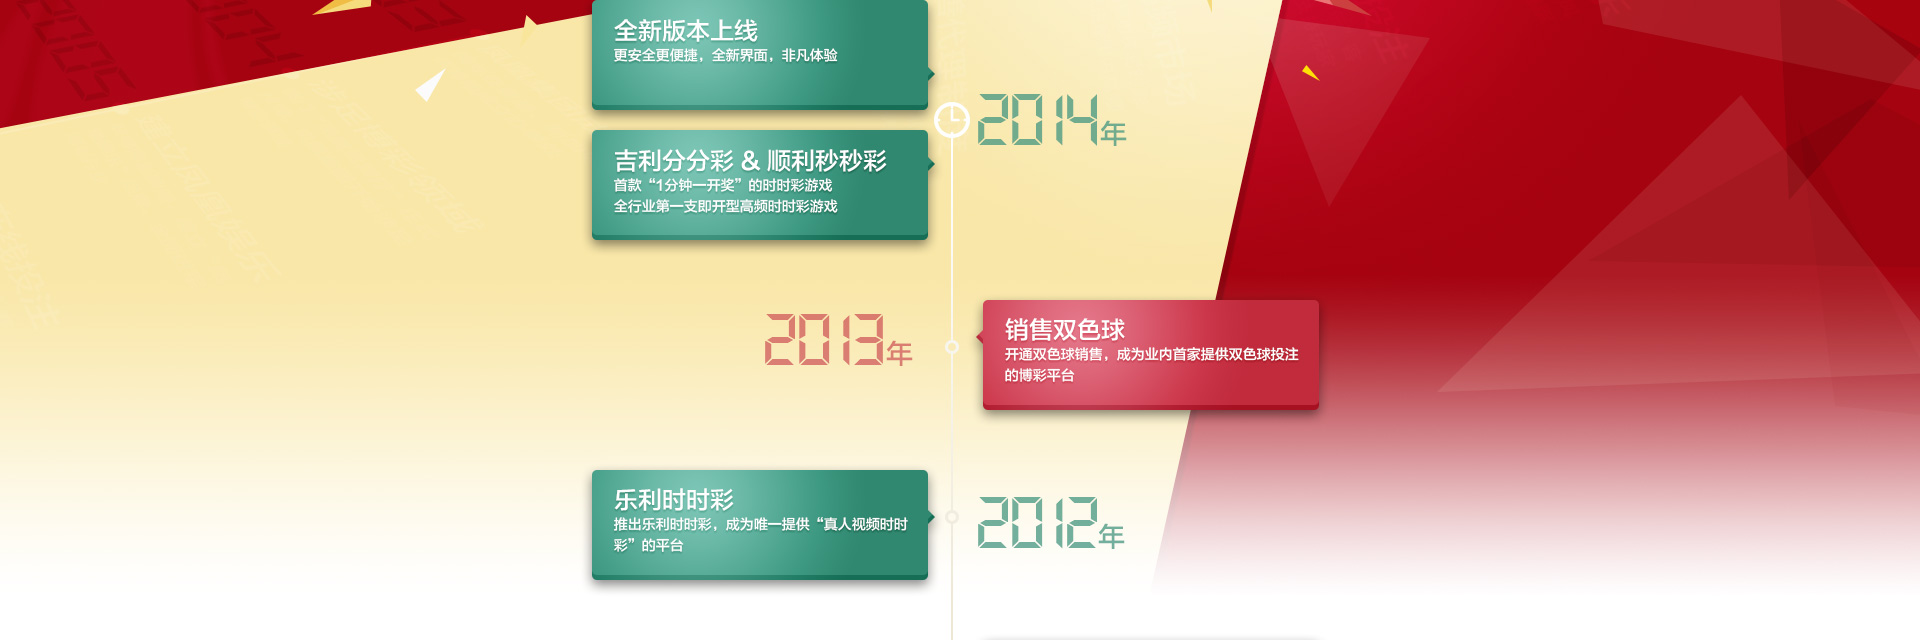 全新版本上线
更安全更便捷，全新界面，非凡体验
2014年
吉利分分彩 & 顺利秒秒彩
首款“1分钟一开奖”的时时彩游戏
全行业第一支即开型高频时时彩游戏
2013年
销售双色球
开通双色球销售，成为业内首家提供双色球投注
的博彩平台
乐利时时彩
推出乐利时时彩，成为唯一提供“真人视频时时
彩”的平台
2012年